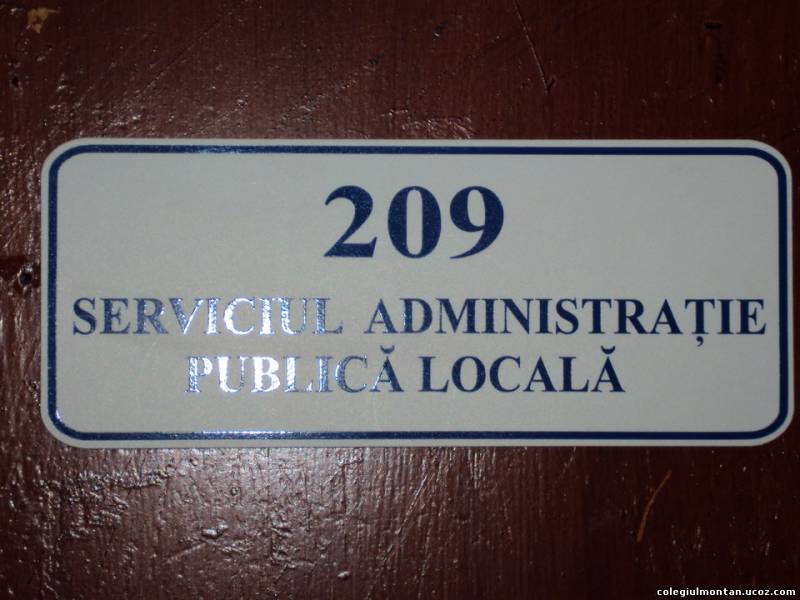 209
SERVICIUL ADMINISTRAȚIE
PUBLICĂ LOCALĂ
colegiulmontan.ucoz.com